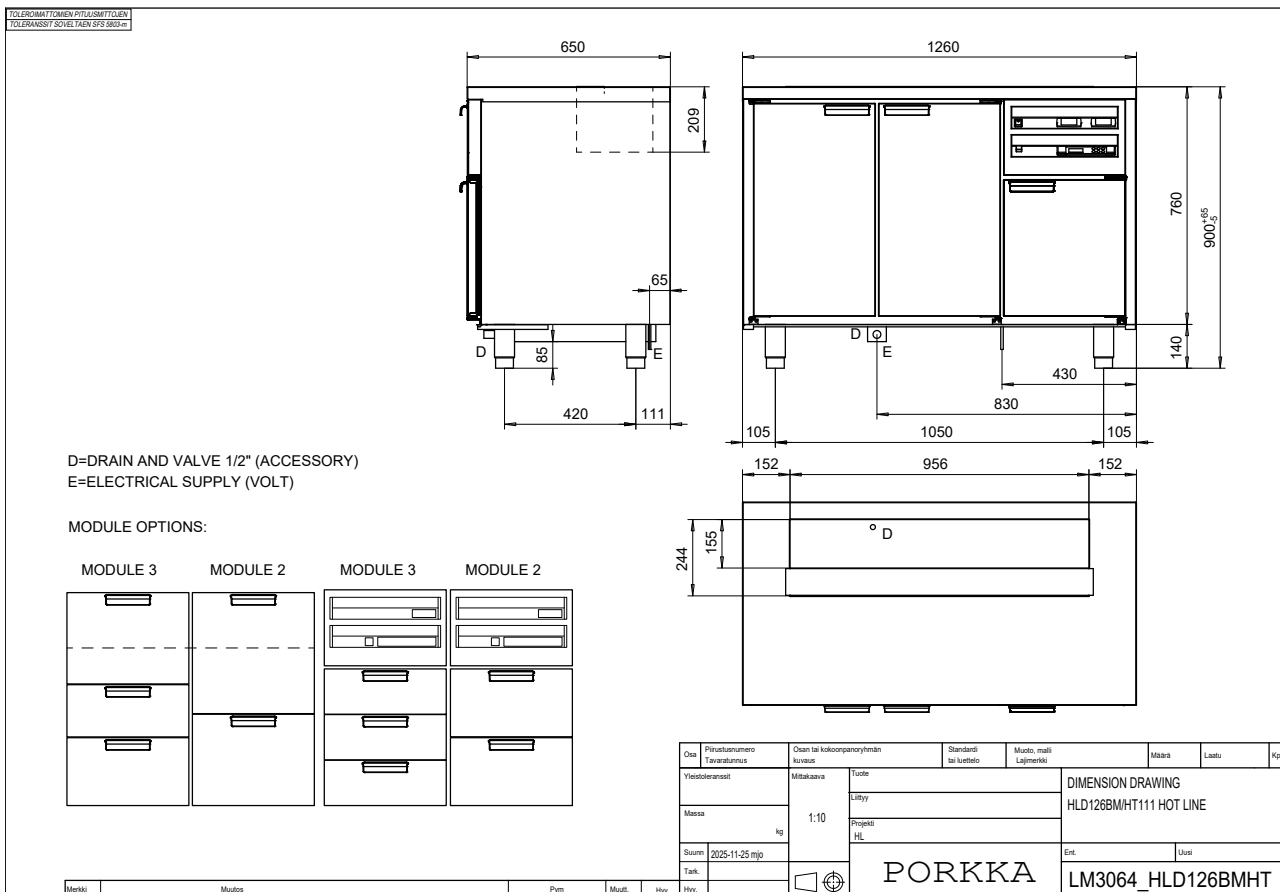 TOLEROIMATTOMIEN PITUUSMITTOJEN
TOLERANSSIT SOVELTAEN SFS 5803-m
650
1260
209
760
900 +65 -5
65
D
85
E
D
E
140
430
830
420
111
105
1050
105
152
956
152
244
155
D
D=DRAIN AND VALVE 1/2" (ACCESSORY)
E=ELECTRICAL SUPPLY (VOLT)
MODULE OPTIONS:
MODULE 3 MODULE 2 MODULE 3 MODULE 2
Osa Piirustusnumero Tavaratunnus Osan tai kokoonpanoryhmän kuvaus Standardi tai luettelo Muoto, malli Lajimerkki Määrä Laatu Kp
Yleistoleranssit Mittakaava Tuote
1:10
Liittyy
Massa
kg
Projekti
HL
DIMENSION DRAWING
HLD126BM/HT111 HOT LINE
Suunn 2025-11-25 mjo
Tark.
Hyv.
PORKKA
Ent. Uusi
LM3064_HLD126BMHT
Merkki Muutos Pvm Muutt. Hyv